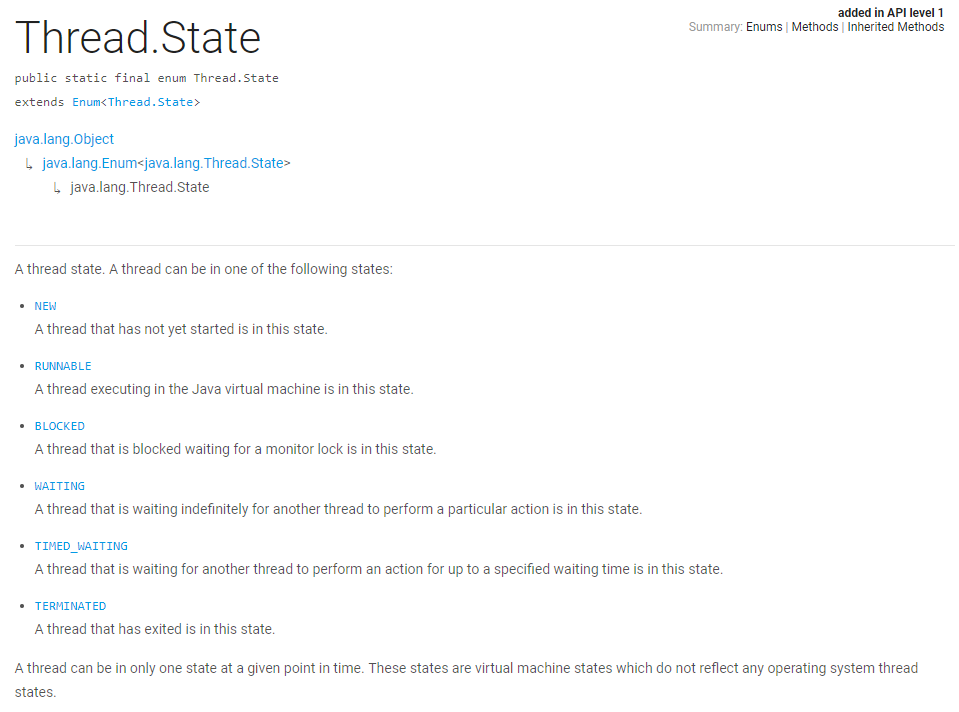 added in API level 1
Thread.State
Summary: Enums | Methods | Inherited Methods
public static final enum Thread.State
extends Enum<Thread.State>
java.lang.Object
↳ java.lang.Enum<java.lang.Thread.State>
↳ java.lang.Thread.State
A thread state. A thread can be in one of the following states:
• NEW
A thread that has not yet started is in this state.
• RUNNABLE
A thread executing in the Java virtual machine is in this state.
• BLOCKED
A thread that is blocked waiting for a monitor lock is in this state.
• WAITING
A thread that is waiting indefinitely for another thread to perform a particular action is in this state.
• TIMED_WAITING
A thread that is waiting for another thread to perform an action for up to a specified waiting time is in this state.
• TERMINATED
A thread that has exited is in this state.
A thread can be in only one state at a given point in time. These states are virtual machine states which do not reflect any operating system thread
states.